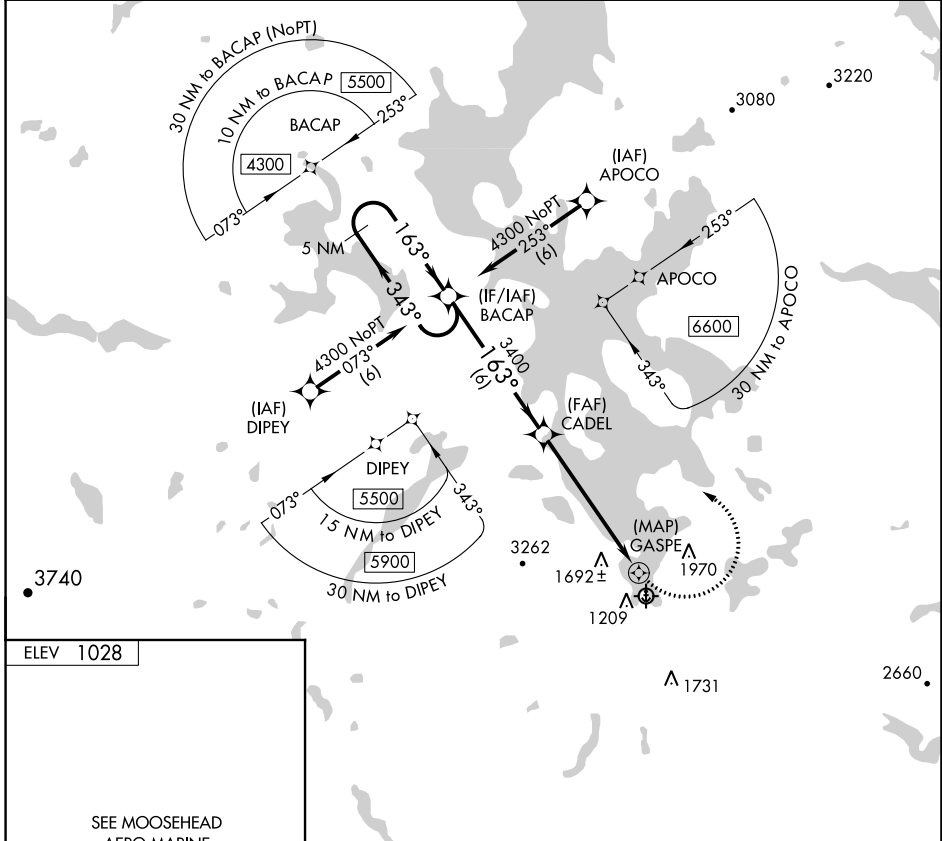 30 NM to BACAP (NoPT)
10 NM to BACAP
5500
253°
BACAP
4300
073°
3220
3080
(IAF)
APOCO
4300 NoPT
253°
(6)
253°
APOCO
6600
343°
30 NM to APOCO
5 NM
163°
343°
(IF/IAF)
BACAP
4300 NoPT
073°
(6)
(IAF)
DIPEY
3400
163°
(6)
(FAF)
CADEL
DIPEY
073°
343°
5500
15 NM to DIPEY
5900
30 NM to DIPEY
(MAP)
GASPE
3262
1692±
1970
1209
3740
1731
2660
ELEV 1028
SEE MOOSEHEAD
AERO MARINE